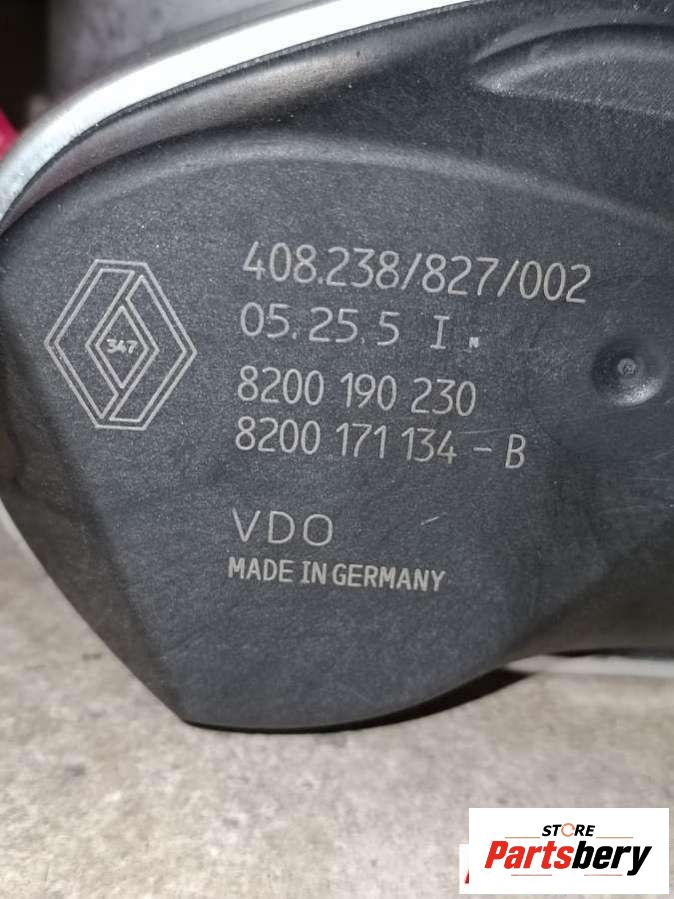 408.238/827/002
347
05.25.5 I
8200 190 230
8200 171 134 - B
VDO
MADE IN GERMANY
STORE
Partsbery